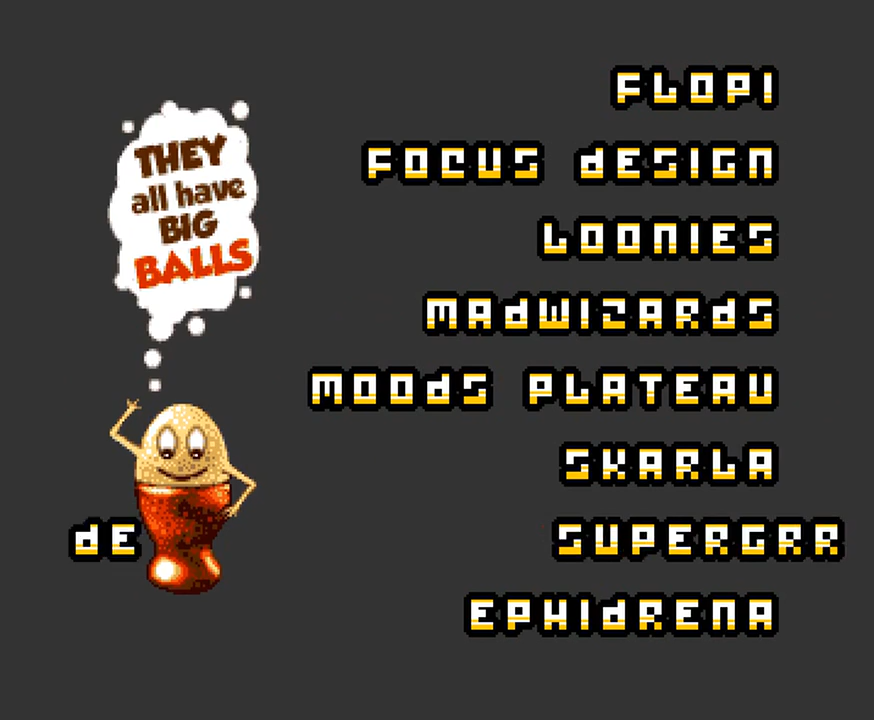 THEY
all have
BIG
BALLS
FLOPI
FOCUS dESIGN
LOONIES
MAdWIZARdS
MOOdS PLATEAU
SKARLA
dE
SUPERGRR
EPHIdRENA